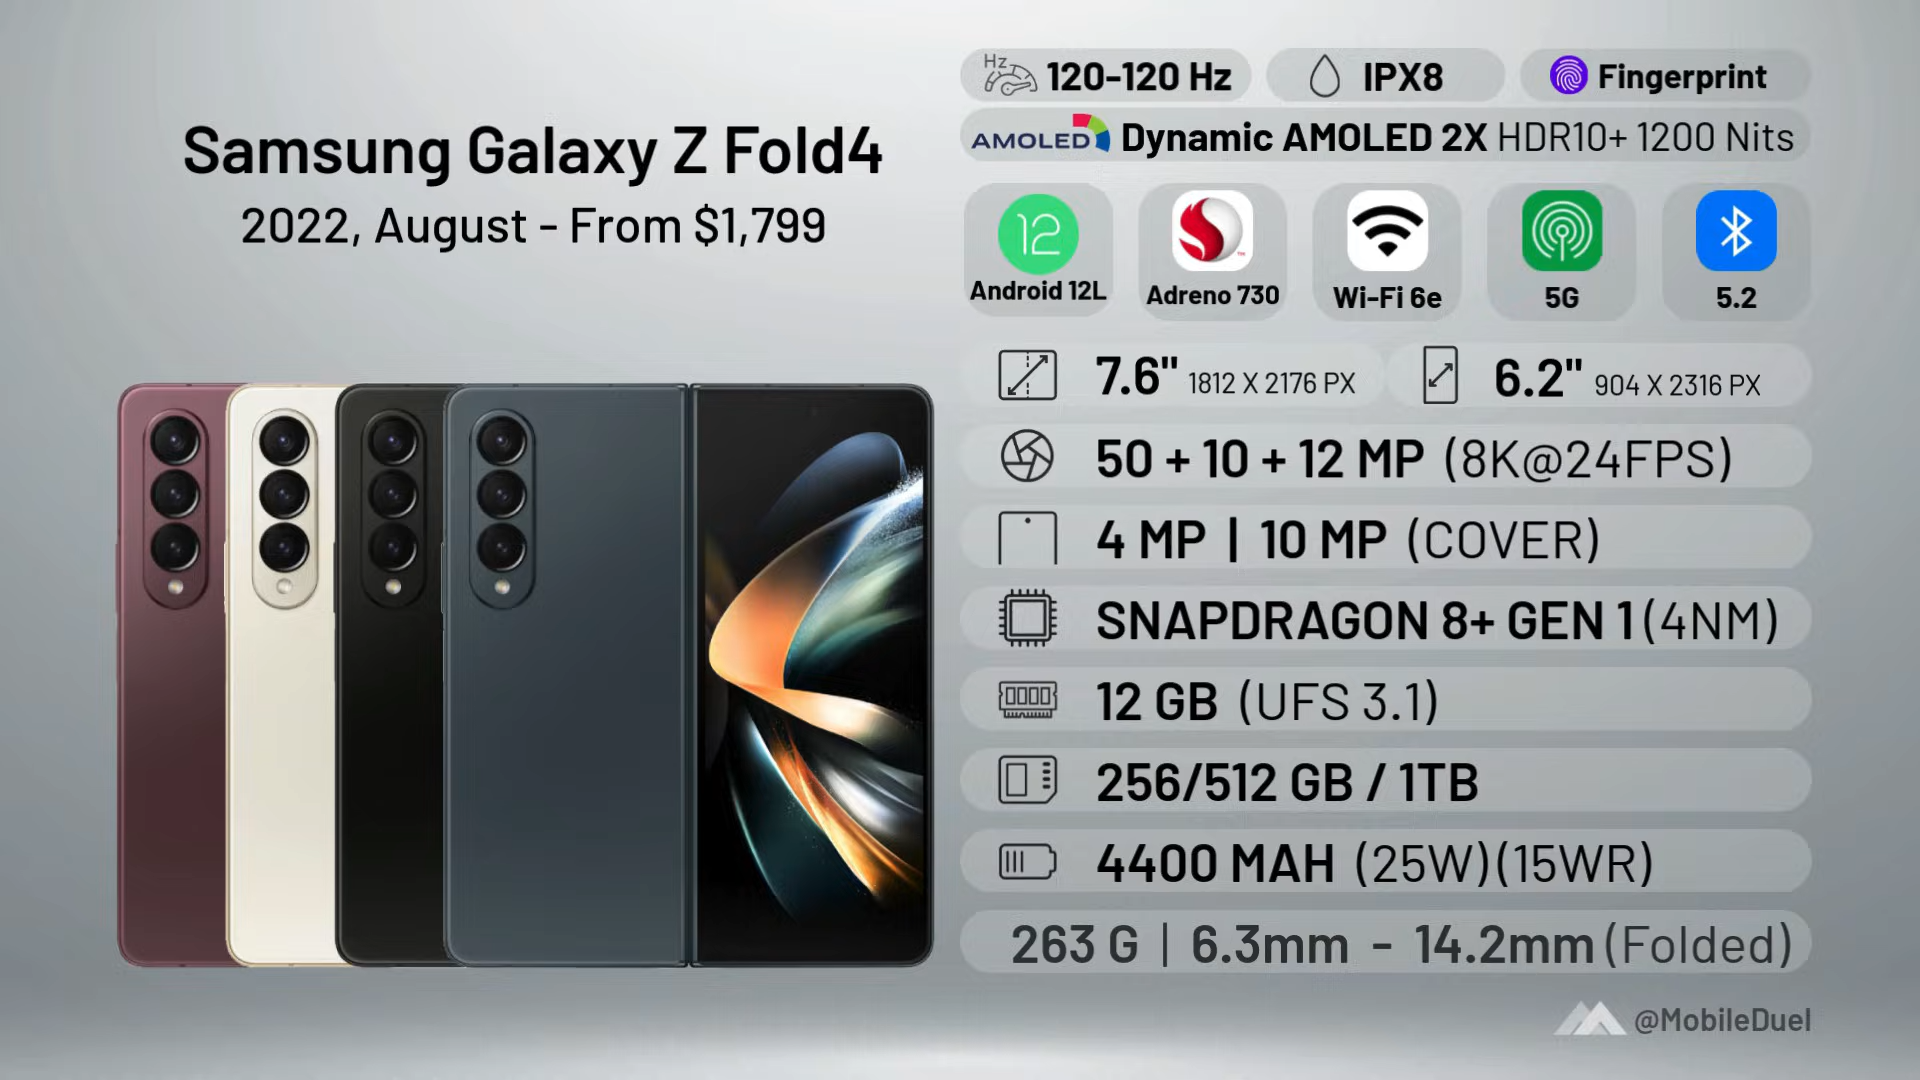 Samsung Galaxy Z Fold4
2022, August - From $1,799
Hz 120-120 Hz
IPX8
Fingerprint
AMOLED Dynamic AMOLED 2X HDR10+ 1200 Nits
12
Android 12L
Adreno 730
Wi-Fi 6e
5G
5.2
7.6" 1812 X 2176 PX
6.2" 904 X 2316 PX
50 + 10 + 12 MP (8K@24FPS)
4 MP | 10 MP (COVER)
SNAPDRAGON 8+ GEN 1 (4NM)
12 GB (UFS 3.1)
256/512 GB / 1TB
4400 MAH (25W)(15WR)
263 G | 6.3mm - 14.2mm (Folded)
@MobileDuel